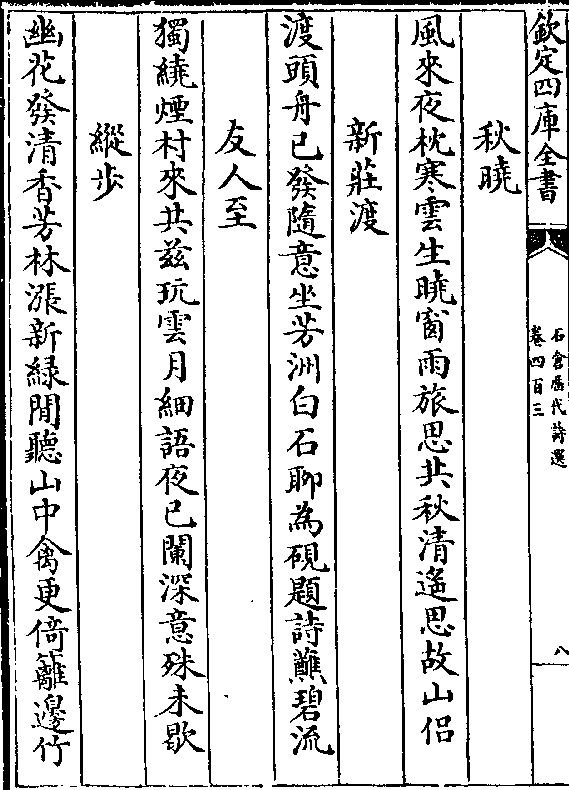 欽定四庫全書
石倉歷代詩選
卷四百三
八
秋曉
風來夜枕寒雲生曉窗雨旅思共秋清遙思故山侣
新莊渡
渡頭舟已發隨意坐芳洲白石聊為硯題詩蘸碧流
友人至
獨繞煙村來共兹玩雲月細語夜已闌深意殊未歇
縱步
幽花發清香芳林漲新緑閒聽山中禽更倚籬邊竹